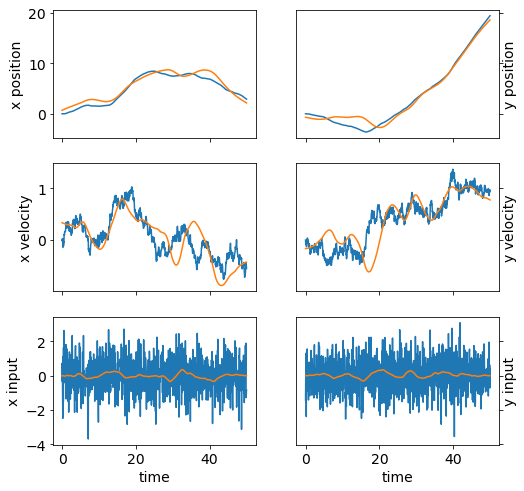 20
10
0
x position
y position
1
0
x velocity
y velocity
2
0
−2
−4
x input
y input
0
20
40
0
20
40
time
time